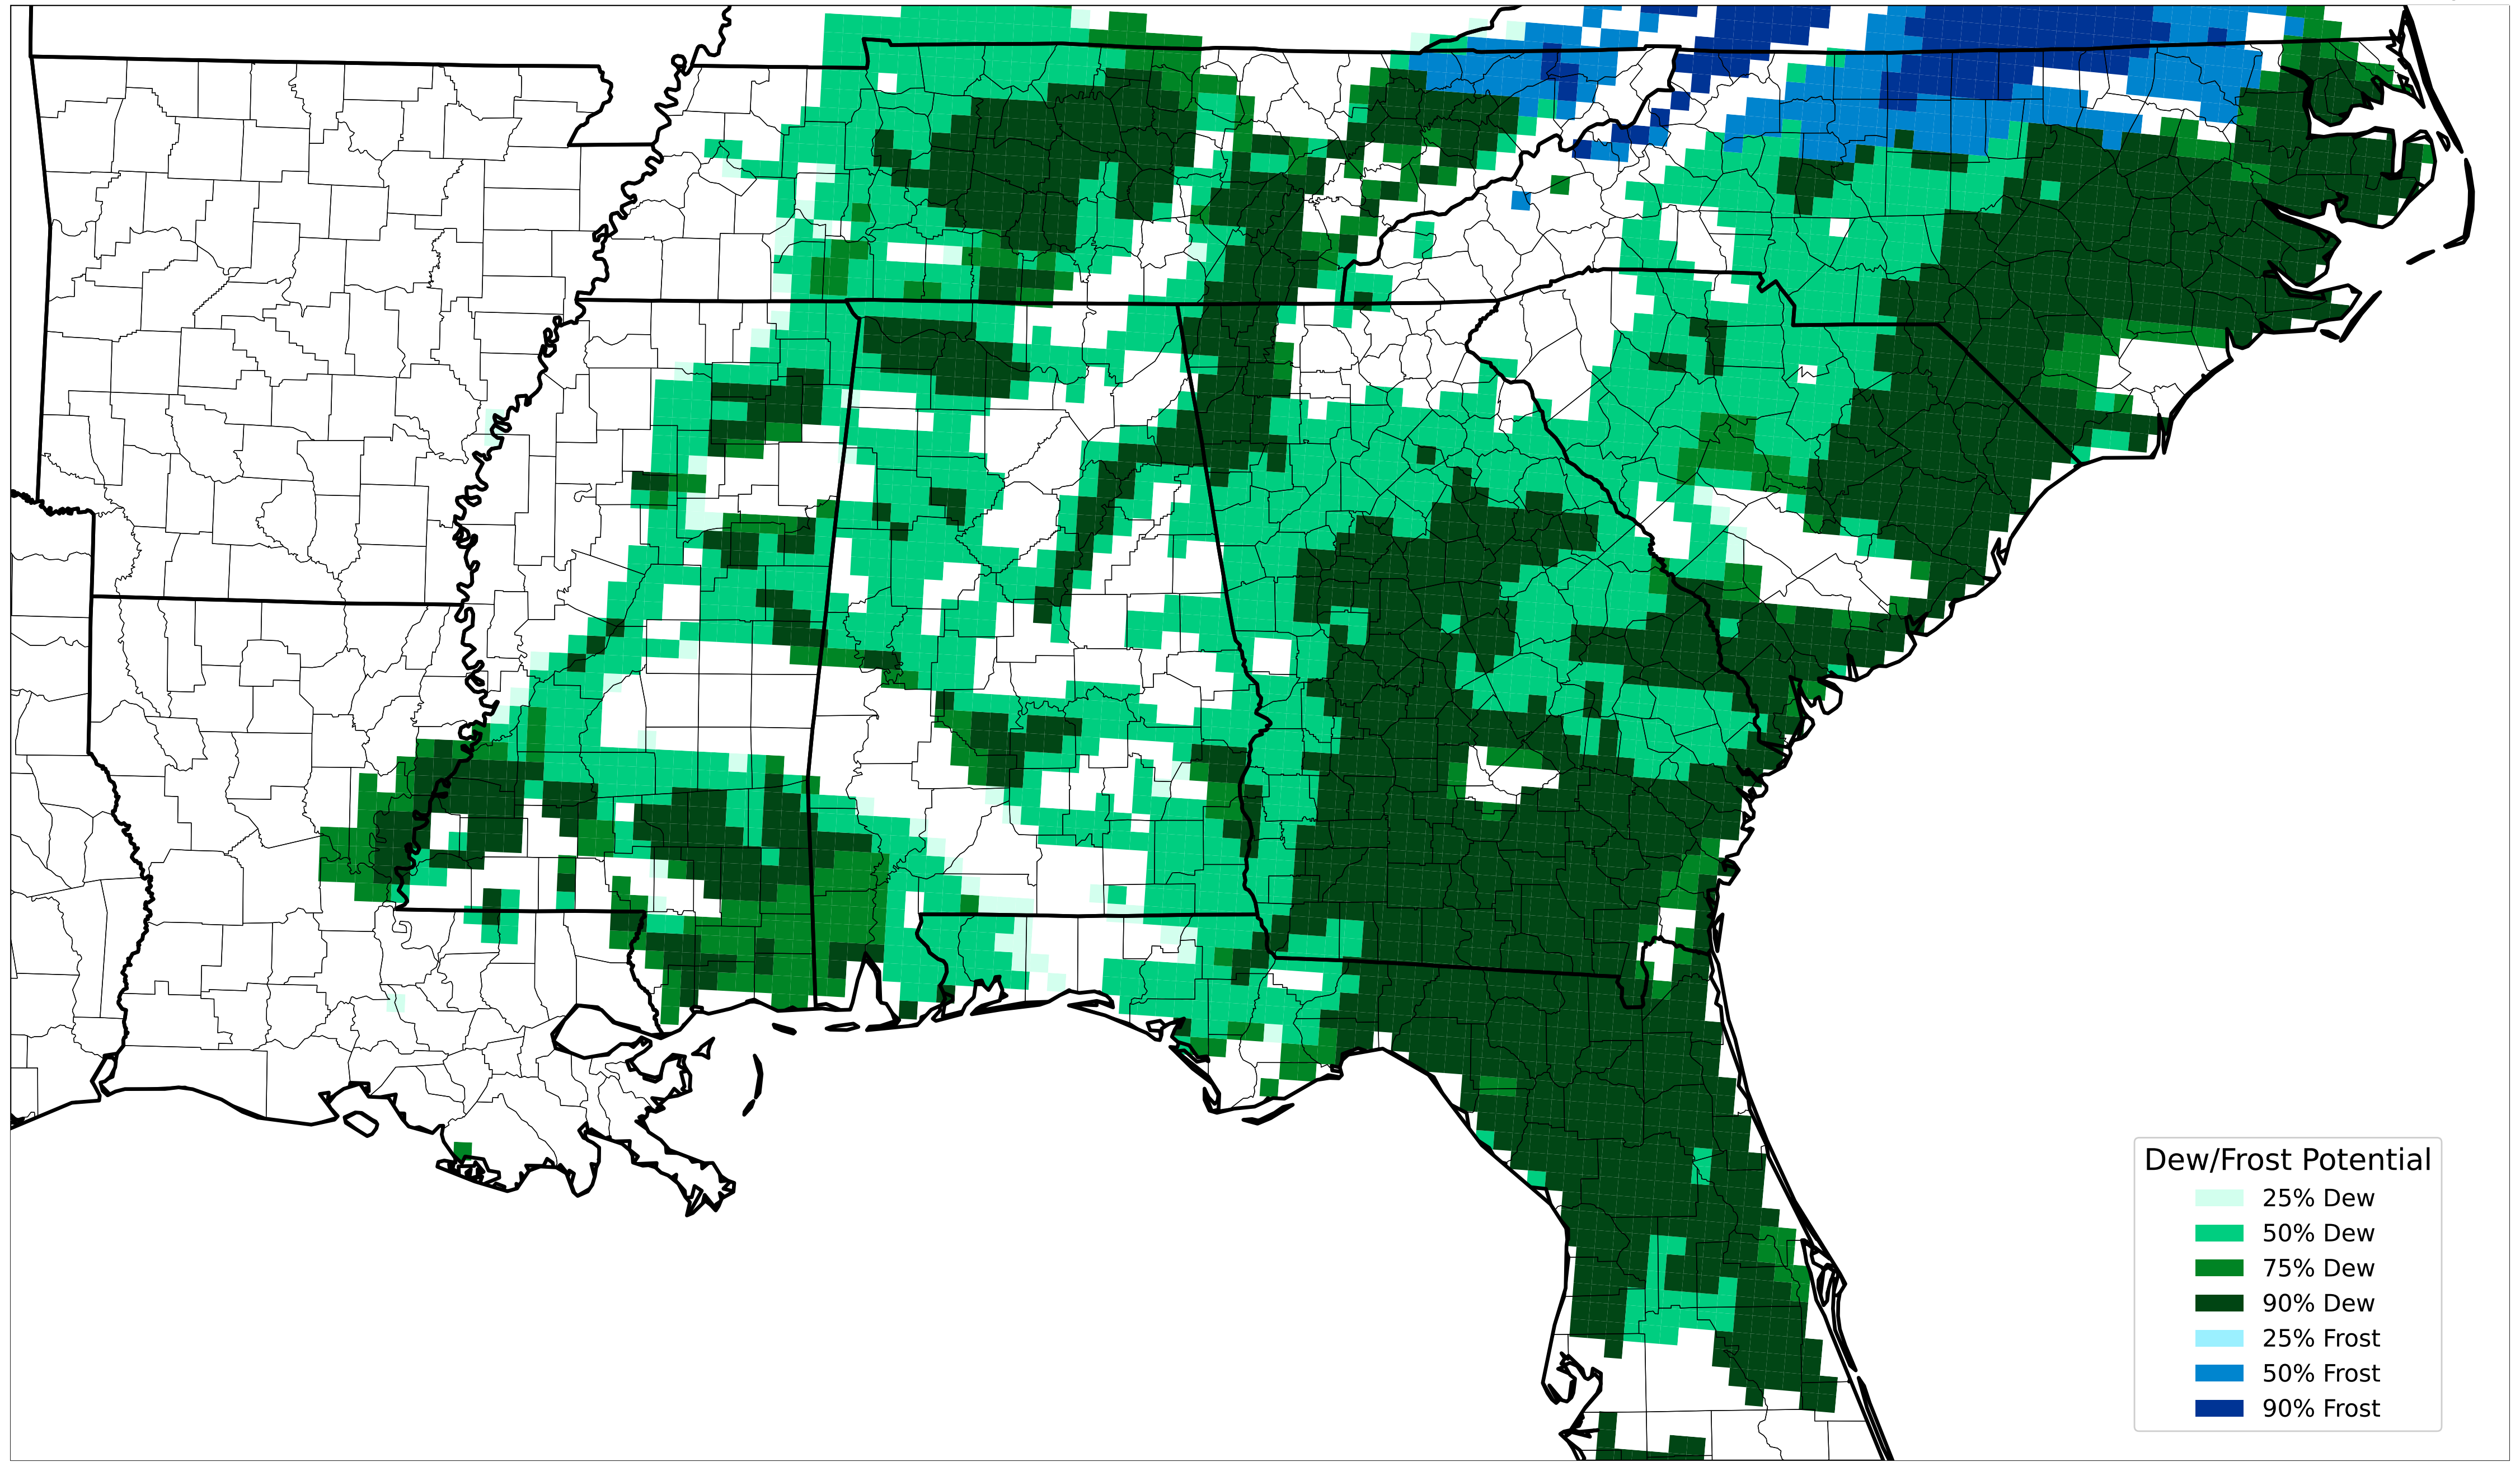 Dew/Frost Potential
25% Dew
50% Dew
75% Dew
90% Dew
25% Frost
50% Frost
90% Frost